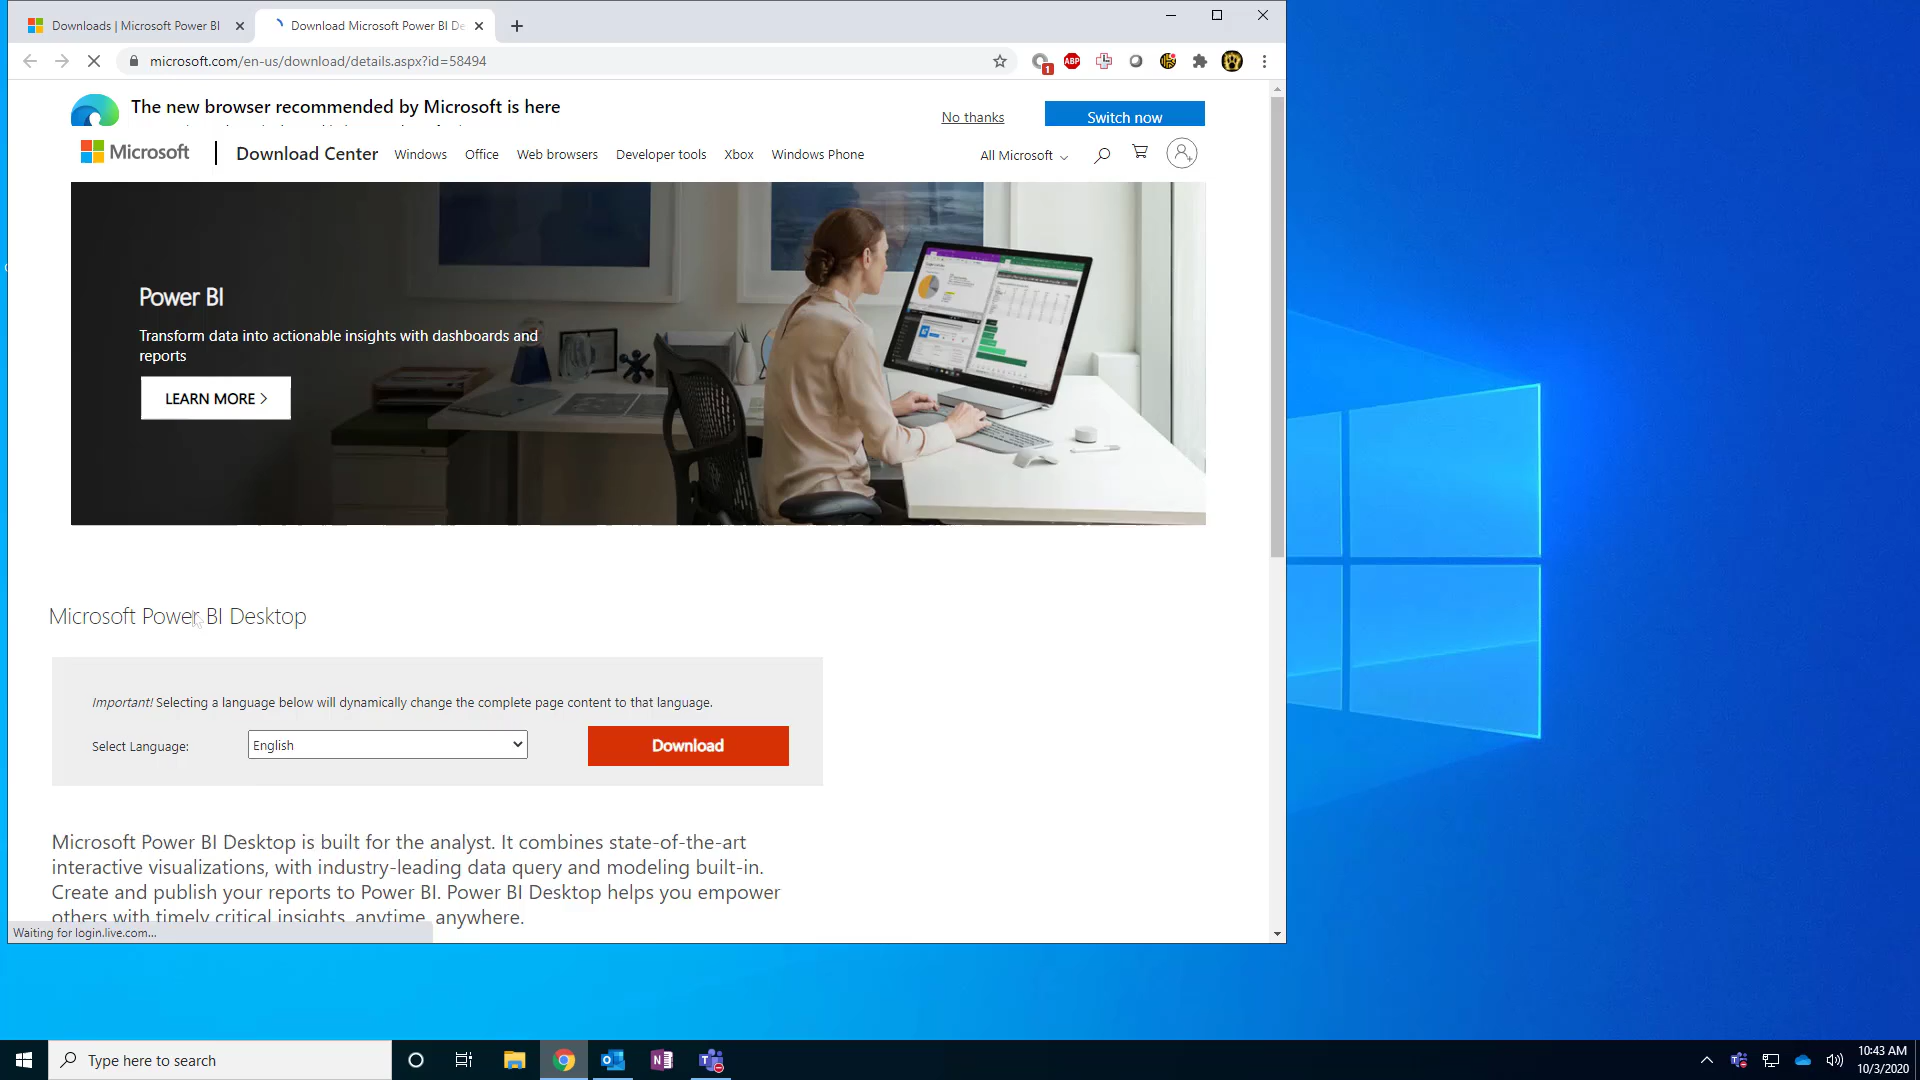 Downloads | Microsoft Power BI
Download Microsoft Power BI De
microsoft.com/en-us/download/details.aspx?id=58494
1
ABP
The new browser recommended by Microsoft is here
No thanks
Switch now
Microsoft
Download Center
Windows
Office
Web browsers
Developer tools
Xbox
Windows Phone
All Microsoft
Power BI
Transform data into actionable insights with dashboards and
reports
LEARN MORE >
Microsoft Power BI Desktop
Important! Selecting a language below will dynamically change the complete page content to that language.
Select Language:
English
Download
Microsoft Power BI Desktop is built for the analyst. It combines state-of-the-art
interactive visualizations, with industry-leading data query and modeling built-in.
Create and publish your reports to Power BI. Power BI Desktop helps you empower
others with timely critical insights, anytime, anywhere.
Waiting for login.live.com...
Type here to search
10:43 AM
10/3/2020